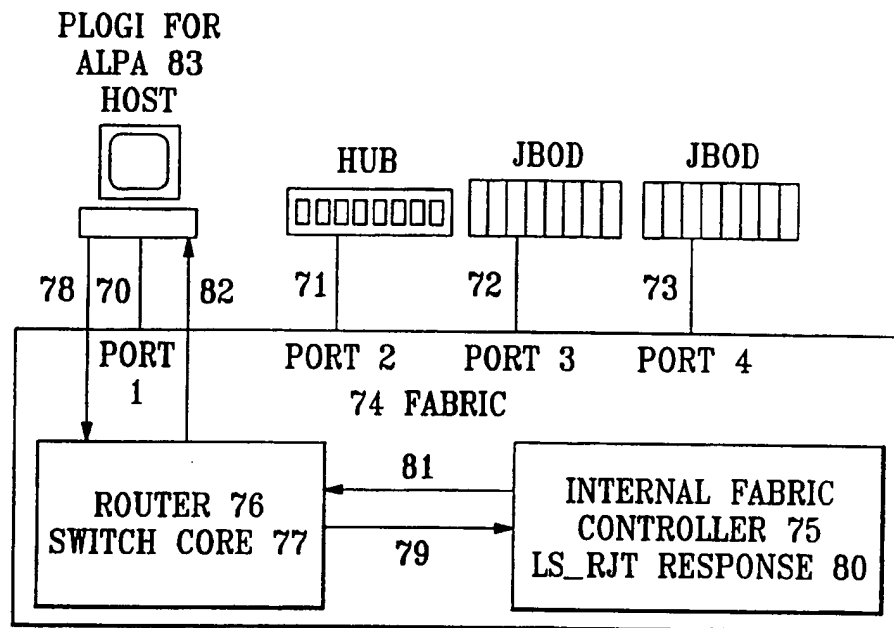 PLOGI FOR
ALPA 83
HOST
HUB
JBOD
JBOD
78
70
82
71
72
73
PORT
1
PORT 2
PORT 3
PORT 4
74 FABRIC
ROUTER 76
SWITCH CORE 77
81
79
INTERNAL FABRIC
CONTROLLER 75
LS_RJT RESPONSE 80